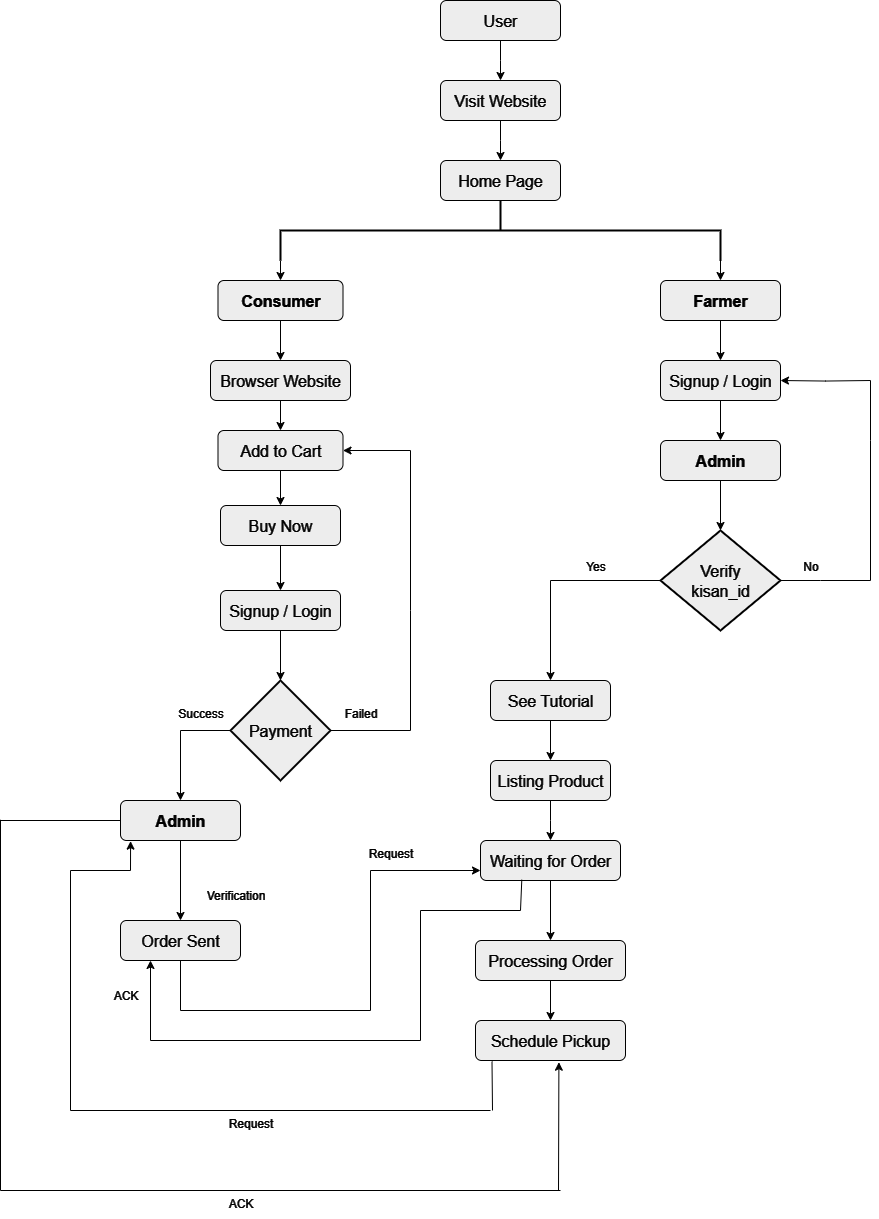 User
Visit Website
Home Page
Consumer
Farmer
Browser Website
Signup / Login
Add to Cart
Admin
Buy Now
Verify
kisan_id
Yes
No
Signup / Login
Payment
Success
Failed
See Tutorial
Listing Product
Admin
Waiting for Order
Request
Verification
Order Sent
Processing Order
ACK
Schedule Pickup
Request
ACK